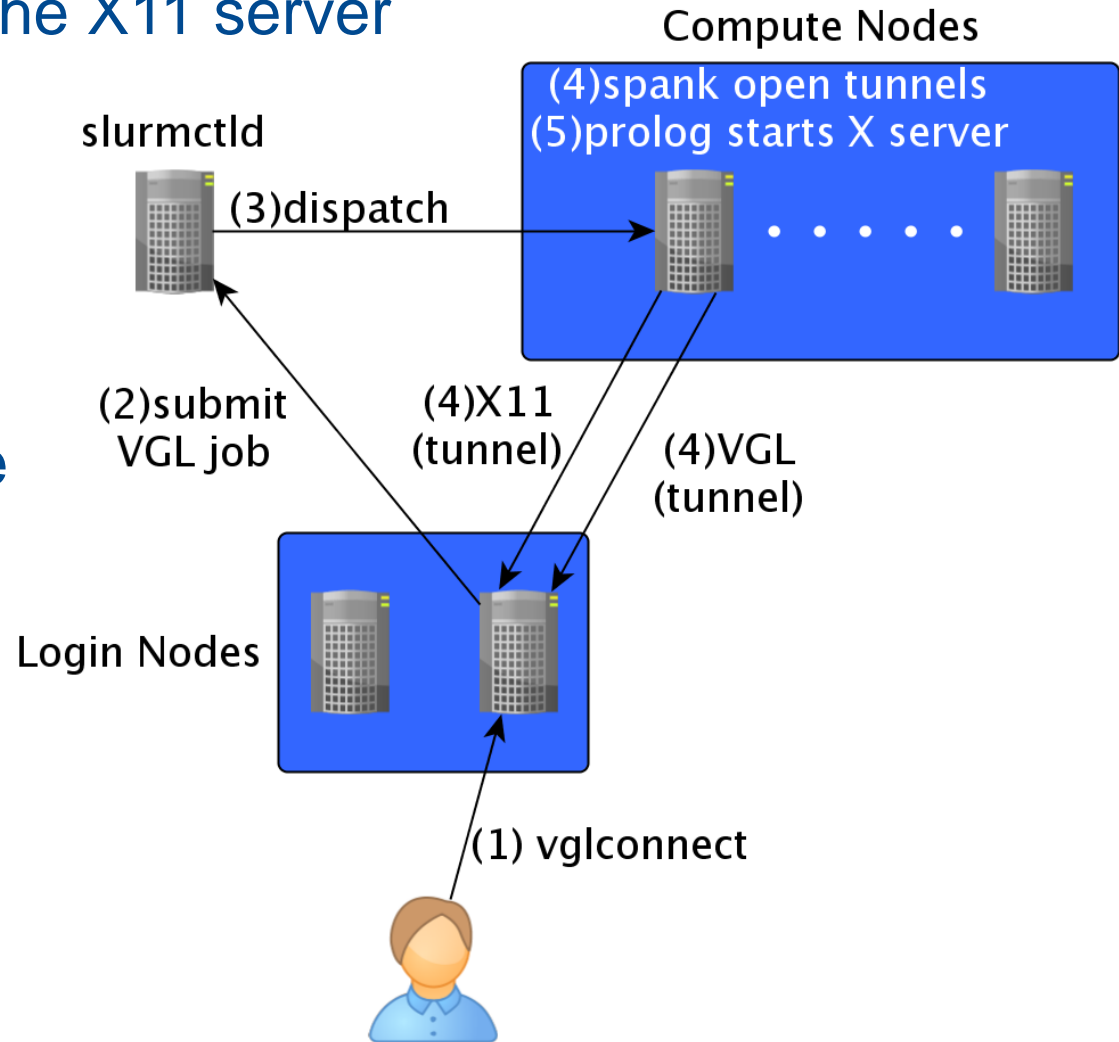 he X11 server
Compute Nodes
(4)spank open tunnels
(5)prolog starts X server
slurmctld
(3)dispatch
(2)submit
VGL job
(4)X11
(tunnel)
(4)VGL
(tunnel)
e
Login Nodes
(1) vglconnect